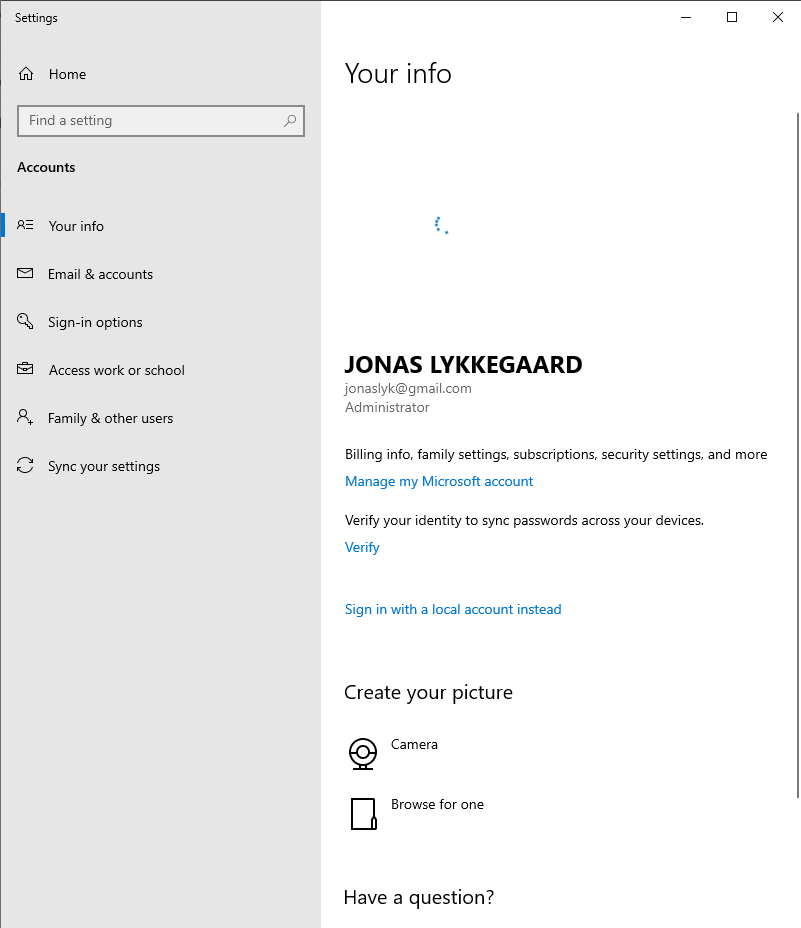 Settings
Home
Find a setting
Accounts
Your info
Email & accounts
Sign-in options
Access work or school
Family & other users
Sync your settings
Your info
JONAS LYKKEGAARD
jonaslyk@gmail.com
Administrator
Billing info, family settings, subscriptions, security settings, and more
Manage my Microsoft account
Verify your identity to sync passwords across your devices.
Verify
Sign in with a local account instead
Create your picture
Camera
Browse for one
Have a question?